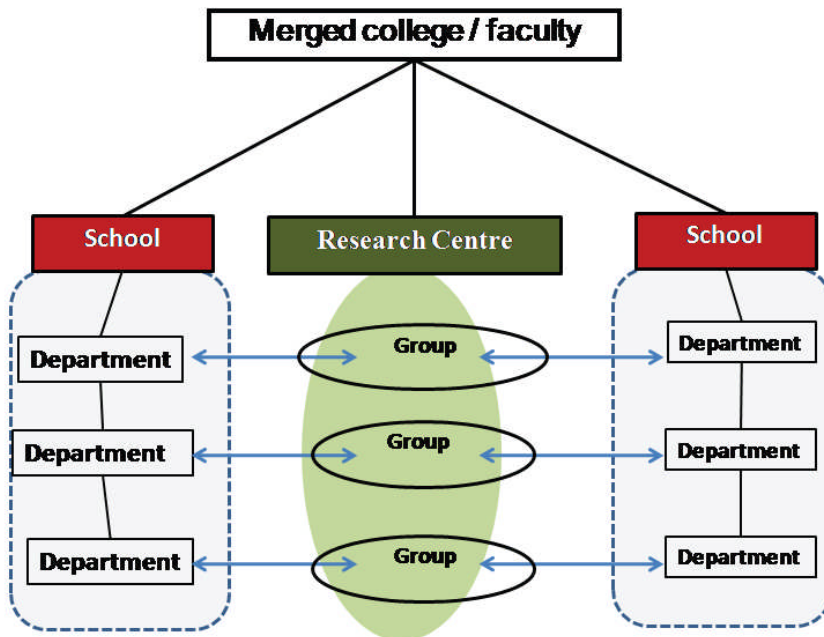 Merged college / faculty
School
Research Centre
School
Department
Group
Department
Department
Group
Department
Department
Group
Department